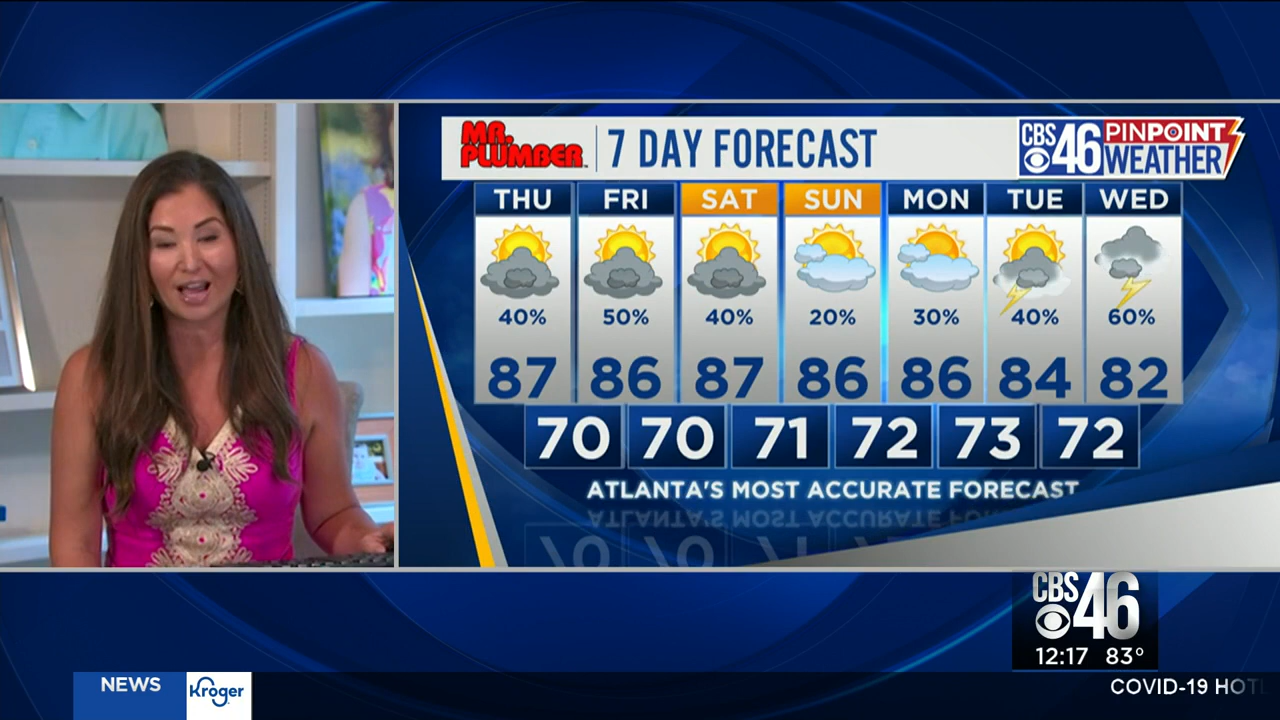 MR. PLUMBER
7 DAY FORECAST
CBS 46 PINPOINT WEATHER
THU FRI SAT SUN MON TUE WED
40% 50% 40% 20% 30% 40% 60%
87 86 87 86 86 84 82
70 70 71 72 73 72
ATLANTA'S MOST ACCURATE FORECAST
CBS 46
12:17 83°
NEWS Kroger
COVID-19 HOTL